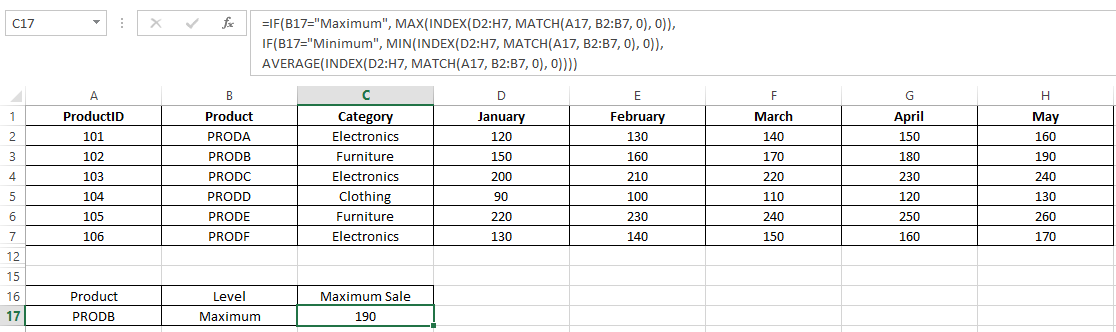 C17 fx =IF(B17="Maximum", MAX(INDEX(D2:H7, MATCH(A17, B2:B7, 0), 0)),
IF(B17="Minimum", MIN(INDEX(D2:H7, MATCH(A17, B2:B7, 0), 0)),
AVERAGE(INDEX(D2:H7, MATCH(A17, B2:B7, 0), 0))))
A B C D E F G H
1 ProductID Product Category January February March April May
2 101 PRODA Electronics 120 130 140 150 160
3 102 PRODB Furniture 150 160 170 180 190
4 103 PRODC Electronics 200 210 220 230 240
5 104 PRODD Clothing 90 100 110 120 130
6 105 PRODE Furniture 220 230 240 250 260
7 106 PRODF Electronics 130 140 150 160 170
12
15
16 Product Level Maximum Sale
17 PRODB Maximum 190